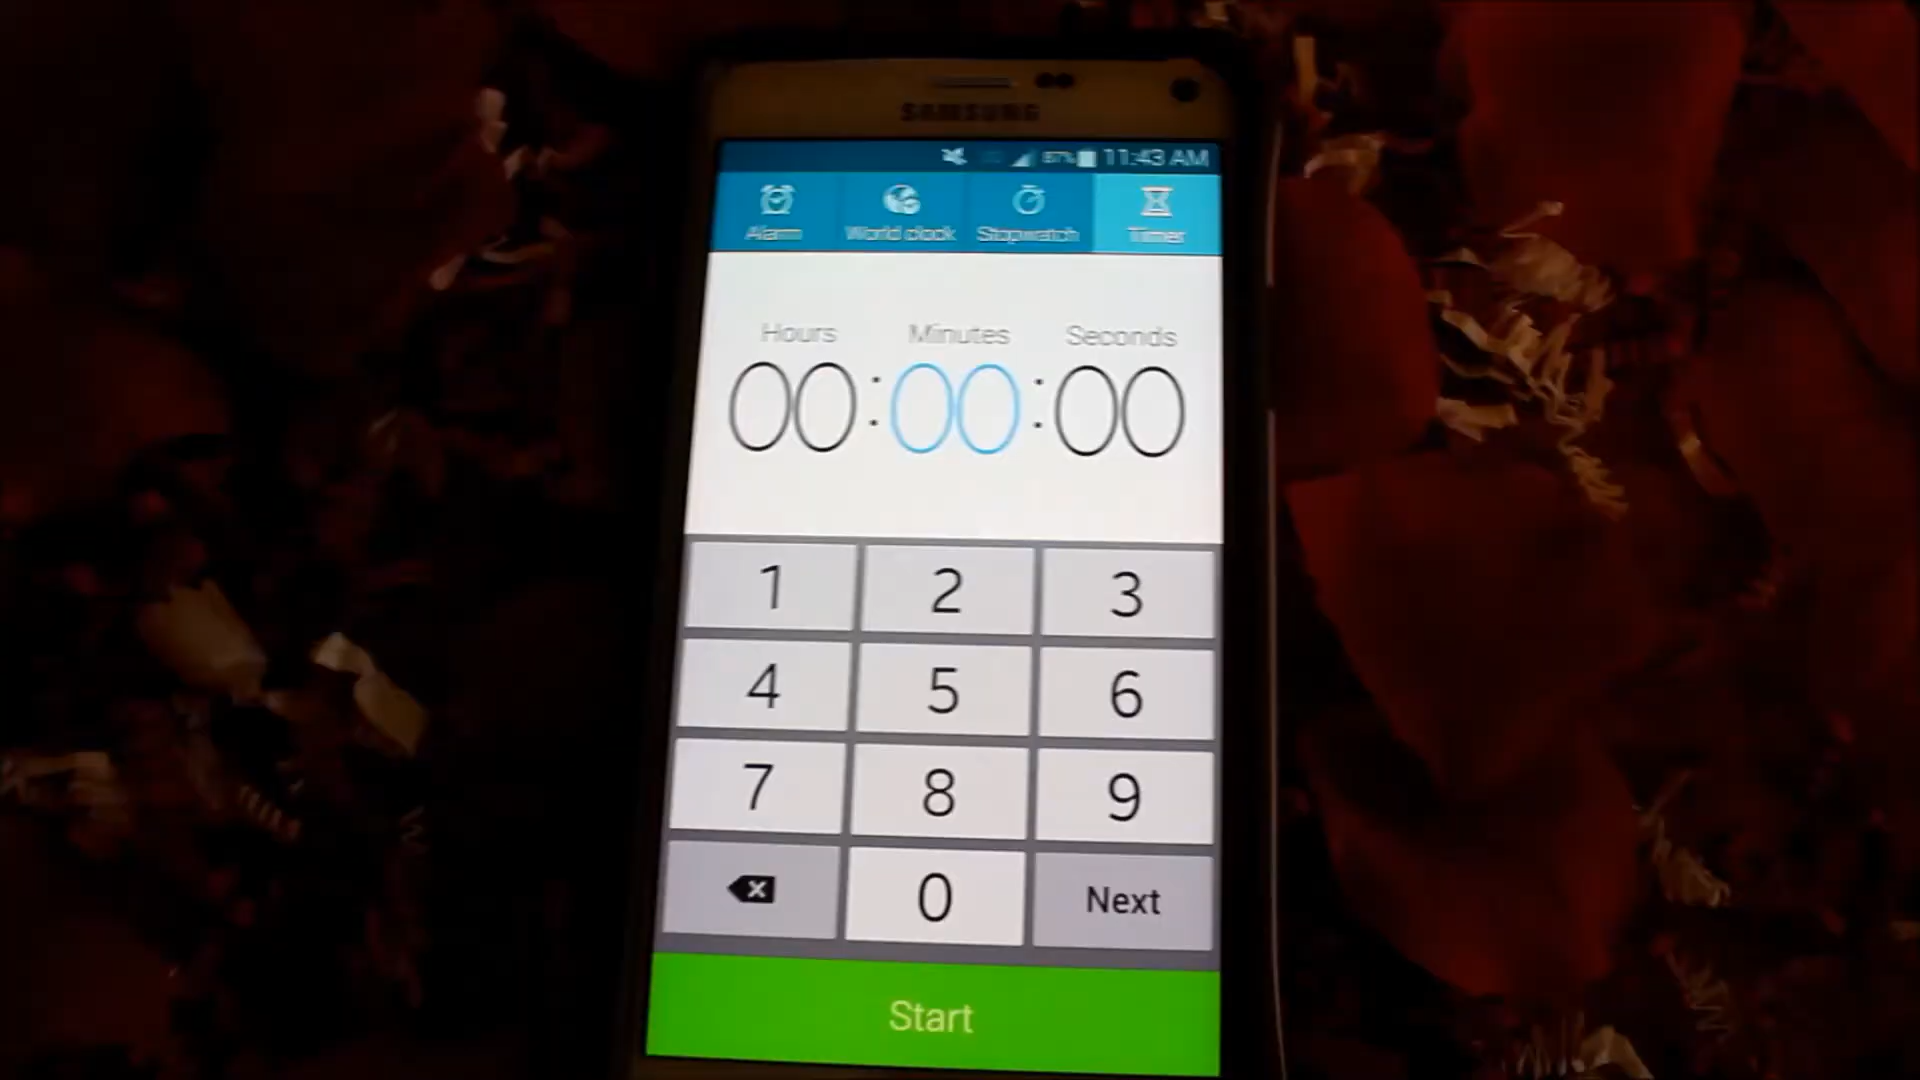 SAMSUNG
87% 11:43 AM
Alarm World clock Stopwatch Timer
Hours Minutes Seconds
00:00:00
1 2 3
4 5 6
7 8 9
0 Next
Start